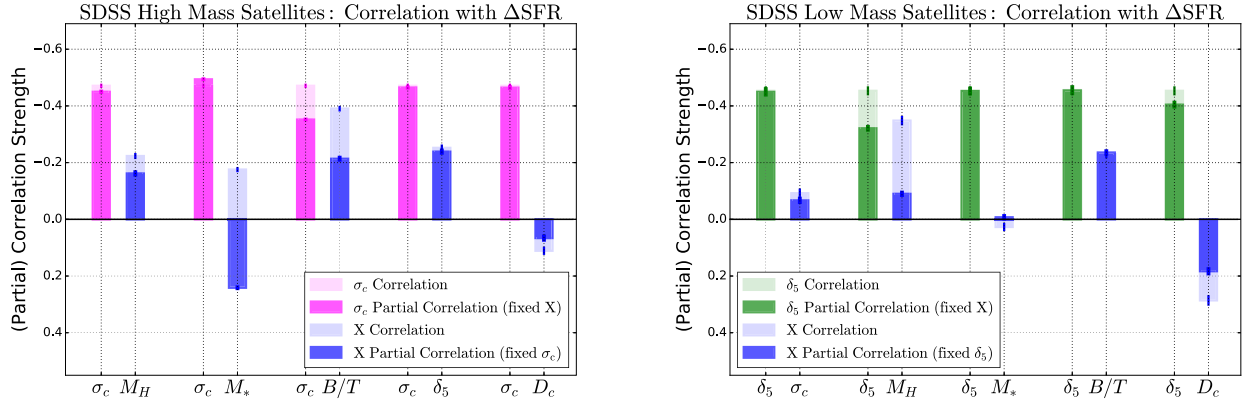 SDSS High Mass Satellites: Correlation with ΔSFR
(Partial) Correlation Strength
−0.6
−0.4
−0.2
0.0
0.2
0.4
σc Correlation
σc Partial Correlation (fixed X)
X Correlation
X Partial Correlation (fixed σc)
σc MH σc M* σc B/T σc δ5 σc Dc
SDSS Low Mass Satellites: Correlation with ΔSFR
(Partial) Correlation Strength
−0.6
−0.4
−0.2
0.0
0.2
0.4
δ5 Correlation
δ5 Partial Correlation (fixed X)
X Correlation
X Partial Correlation (fixed δ5)
δ5 σc δ5 MH δ5 M* δ5 B/T δ5 Dc